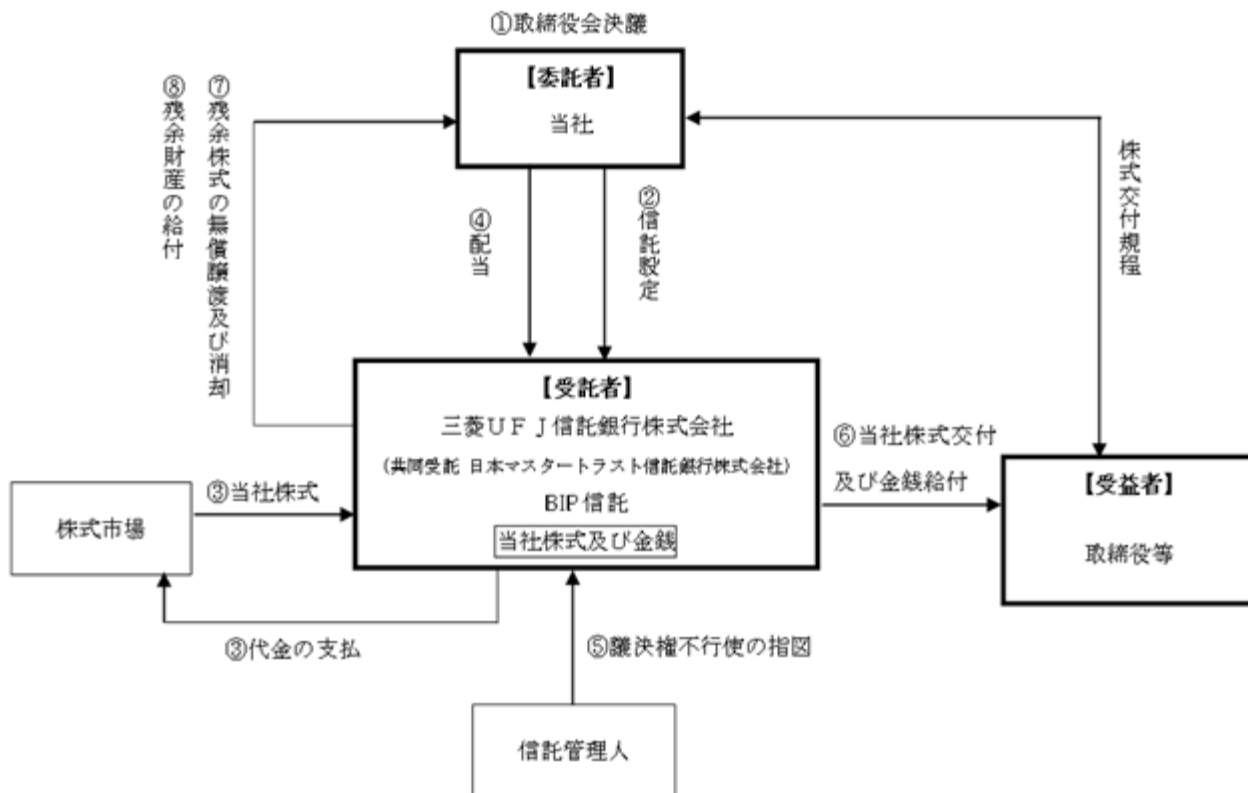 ①取締役会決議
【委託者】
当社
⑧残余財産の給付
⑦残余株式の無償譲渡及び消却
④配当
②信託設定
株式交付規程
【受託者】
三菱UFJ信託銀行株式会社
(共同受託 日本マスタートラスト信託銀行株式会社)
BIP信託
当社株式及び金銭
③当社株式
株式市場
③代金の支払
⑥当社株式交付
及び金銭給付
【受益者】
取締役等
⑤議決権不行使の指図
信託管理人